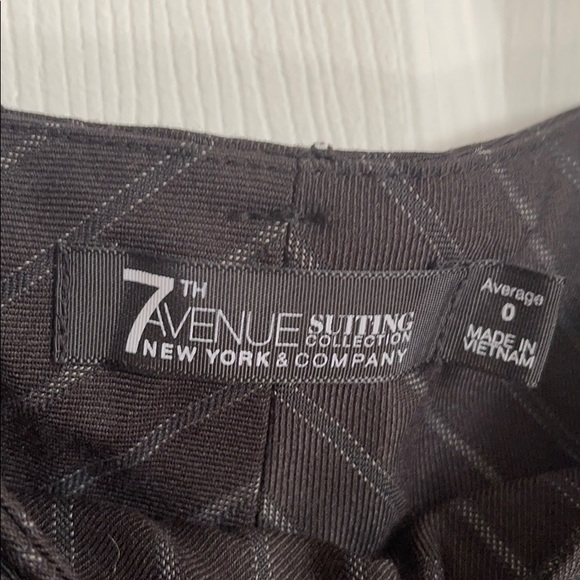 7TH
AVENUE SUITING
COLLECTION
NEW YORK & COMPANY
Average
0
MADE IN
VIETNAM